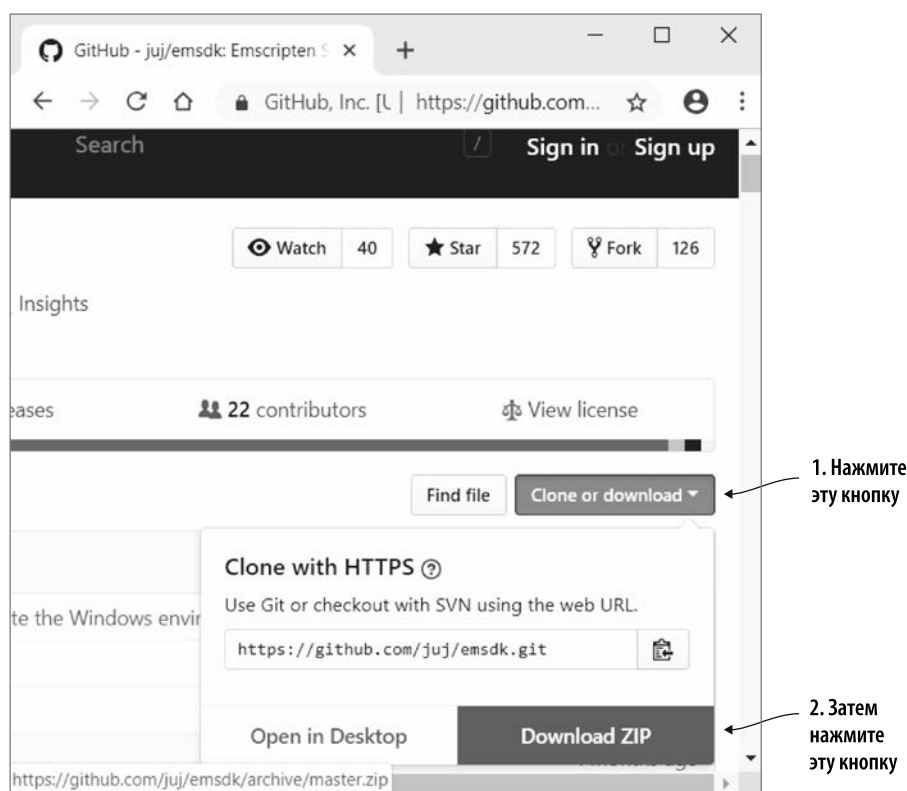 GitHub - juj/emsdk: Emscripten S
GitHub, Inc. [U | https://github.com...
Search /
Sign in or Sign up
Watch 40 Star 572 Fork 126
Insights
eases 22 contributors View license
Find file Clone or download
1. Нажмите
эту кнопку
Clone with HTTPS ?
Use Git or checkout with SVN using the web URL.
te the Windows envir
https://github.com/juj/emsdk.git
Open in Desktop Download ZIP
2. Затем
нажмите
эту кнопку
https://github.com/juj/emsdk/archive/master.zip